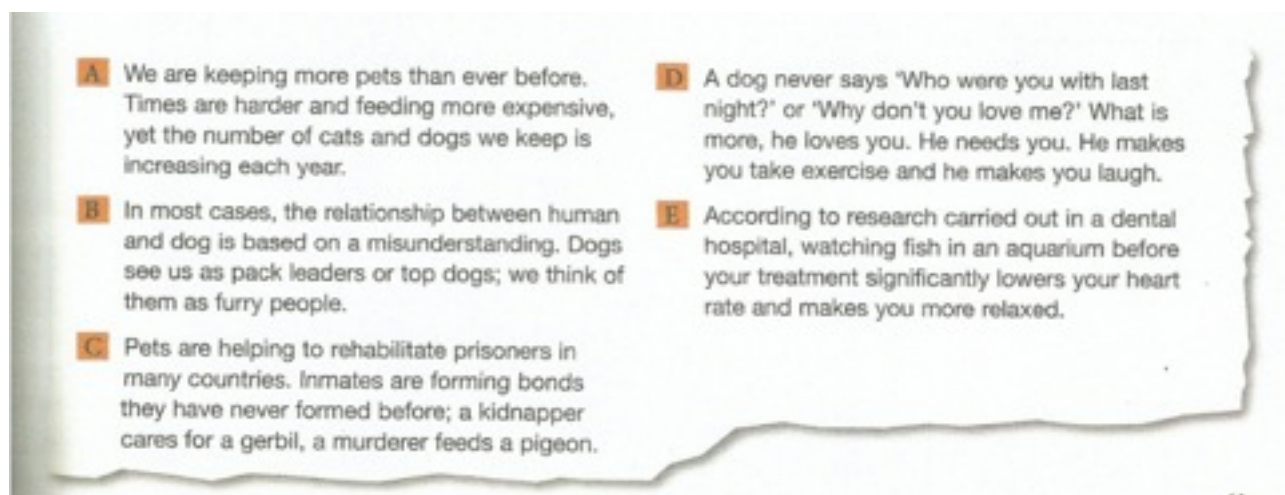 A We are keeping more pets than ever before.
Times are harder and feeding more expensive,
yet the number of cats and dogs we keep is
increasing each year.
B In most cases, the relationship between human
and dog is based on a misunderstanding. Dogs
see us as pack leaders or top dogs; we think of
them as furry people.
C Pets are helping to rehabilitate prisoners in
many countries. Inmates are forming bonds
they have never formed before; a kidnapper
cares for a gerbil, a murderer feeds a pigeon.
D A dog never says 'Who were you with last
night?' or 'Why don't you love me?' What is
more, he loves you. He needs you. He makes
you take exercise and he makes you laugh.
E According to research carried out in a dental
hospital, watching fish in an aquarium before
your treatment significantly lowers your heart
rate and makes you more relaxed.